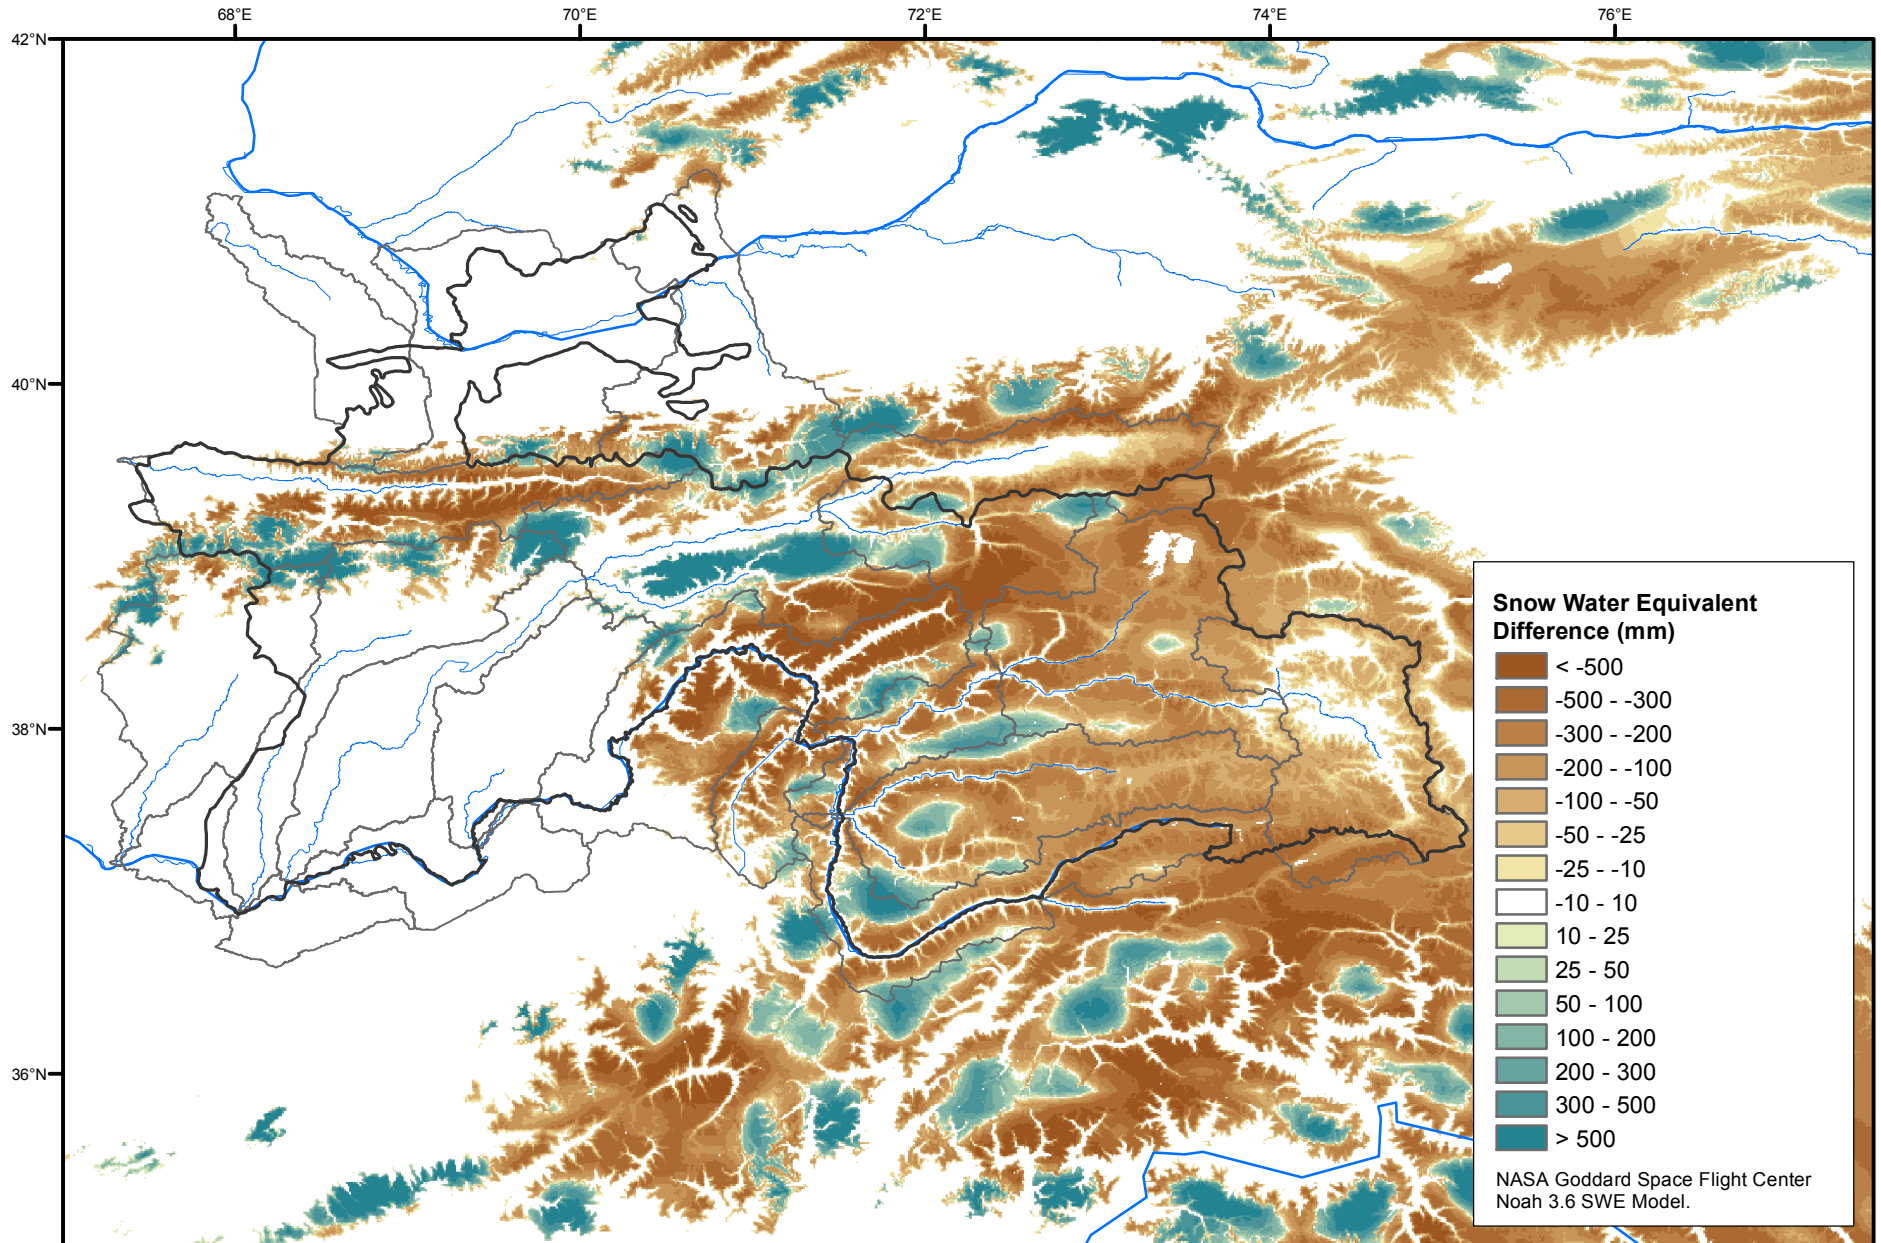 68°E
70°E
72°E
74°E
76°E
42°N
40°N
38°N
36°N
Snow Water Equivalent
Difference (mm)
< -500
-500 - -300
-300 - -200
-200 - -100
-100 - -50
-50 - -25
-25 - -10
-10 - 10
10 - 25
25 - 50
50 - 100
100 - 200
200 - 300
300 - 500
> 500
NASA Goddard Space Flight Center
Noah 3.6 SWE Model.